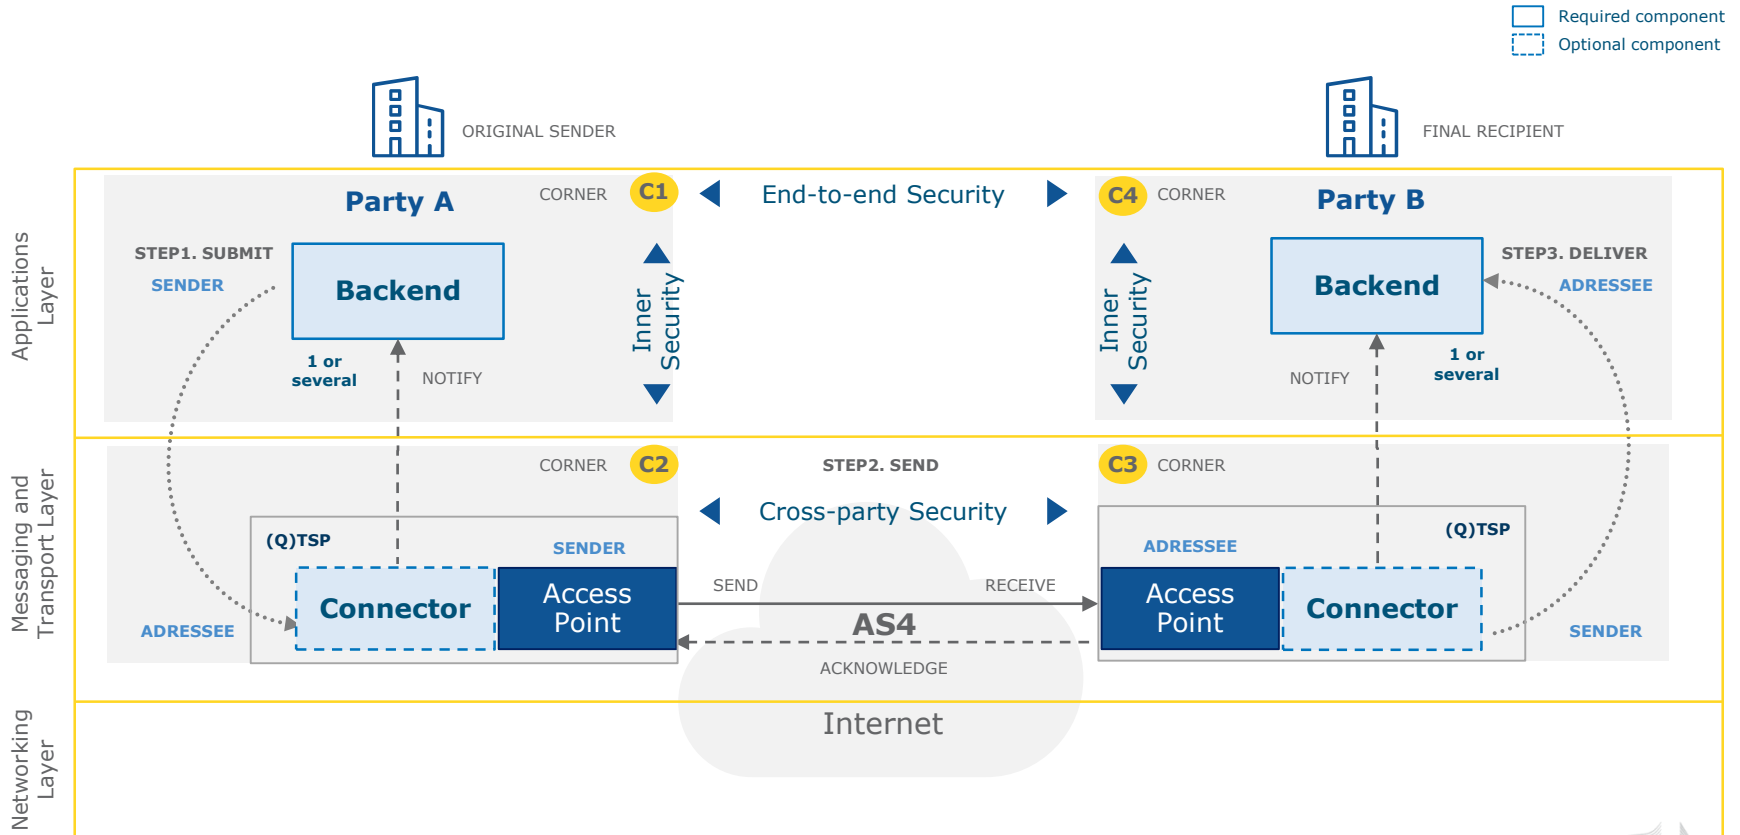 Required component
Optional component
ORIGINAL SENDER
FINAL RECIPIENT
Applications
Layer
Party A
CORNER
C1
End-to-end Security
C4
CORNER
Party B
STEP1. SUBMIT
SENDER
Backend
1 or
several
NOTIFY
Inner
Security
Inner
Security
Backend
STEP3. DELIVER
ADRESSEE
NOTIFY
1 or
several
Messaging and
Transport Layer
CORNER
C2
STEP2. SEND
C3
CORNER
Cross-party Security
(Q)TSP
SENDER
Connector
Access
Point
ADRESSEE
SEND
RECEIVE
AS4
ACKNOWLEDGE
ADRESSEE
(Q)TSP
Access
Point
Connector
SENDER
Networking
Layer
Internet